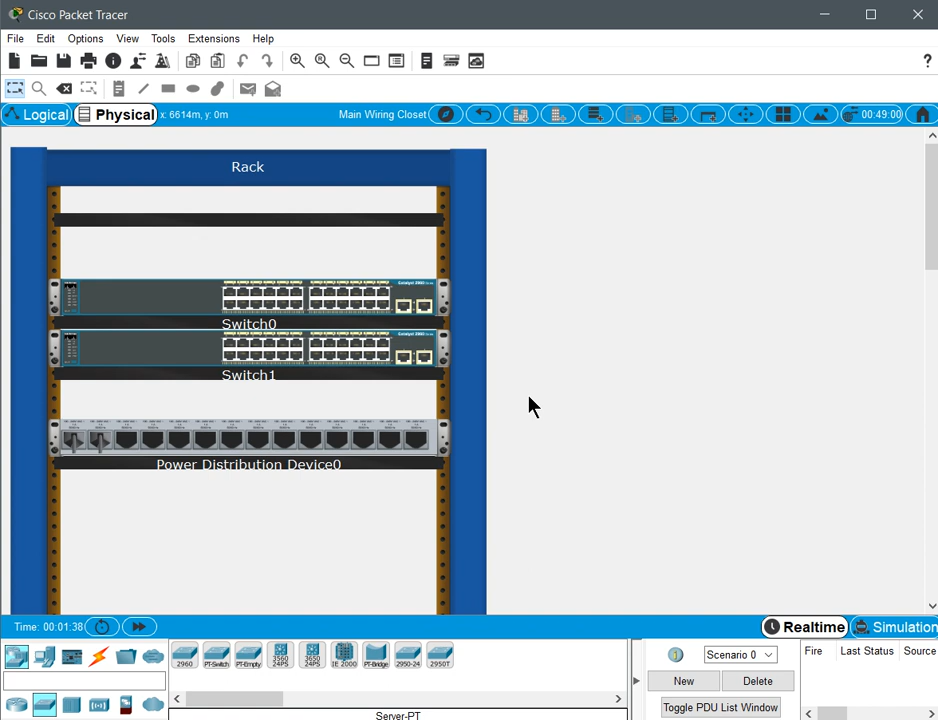 Cisco Packet Tracer
File Edit Options View Tools Extensions Help
?
Logical Physical x: 6614m, y: 0m Main Wiring Closet 00:49:00
Rack
Switch0
Switch1
Power Distribution Device0
Time: 00:01:38 Realtime Simulation
2960 PT-Switch PT-Empty 3560 24PS 3650 24PS IE 2000 PT-Bridge 2950-24 2950T
Scenario 0 Fire Last Status Source
New Delete
Toggle PDU List Window
Server-PT